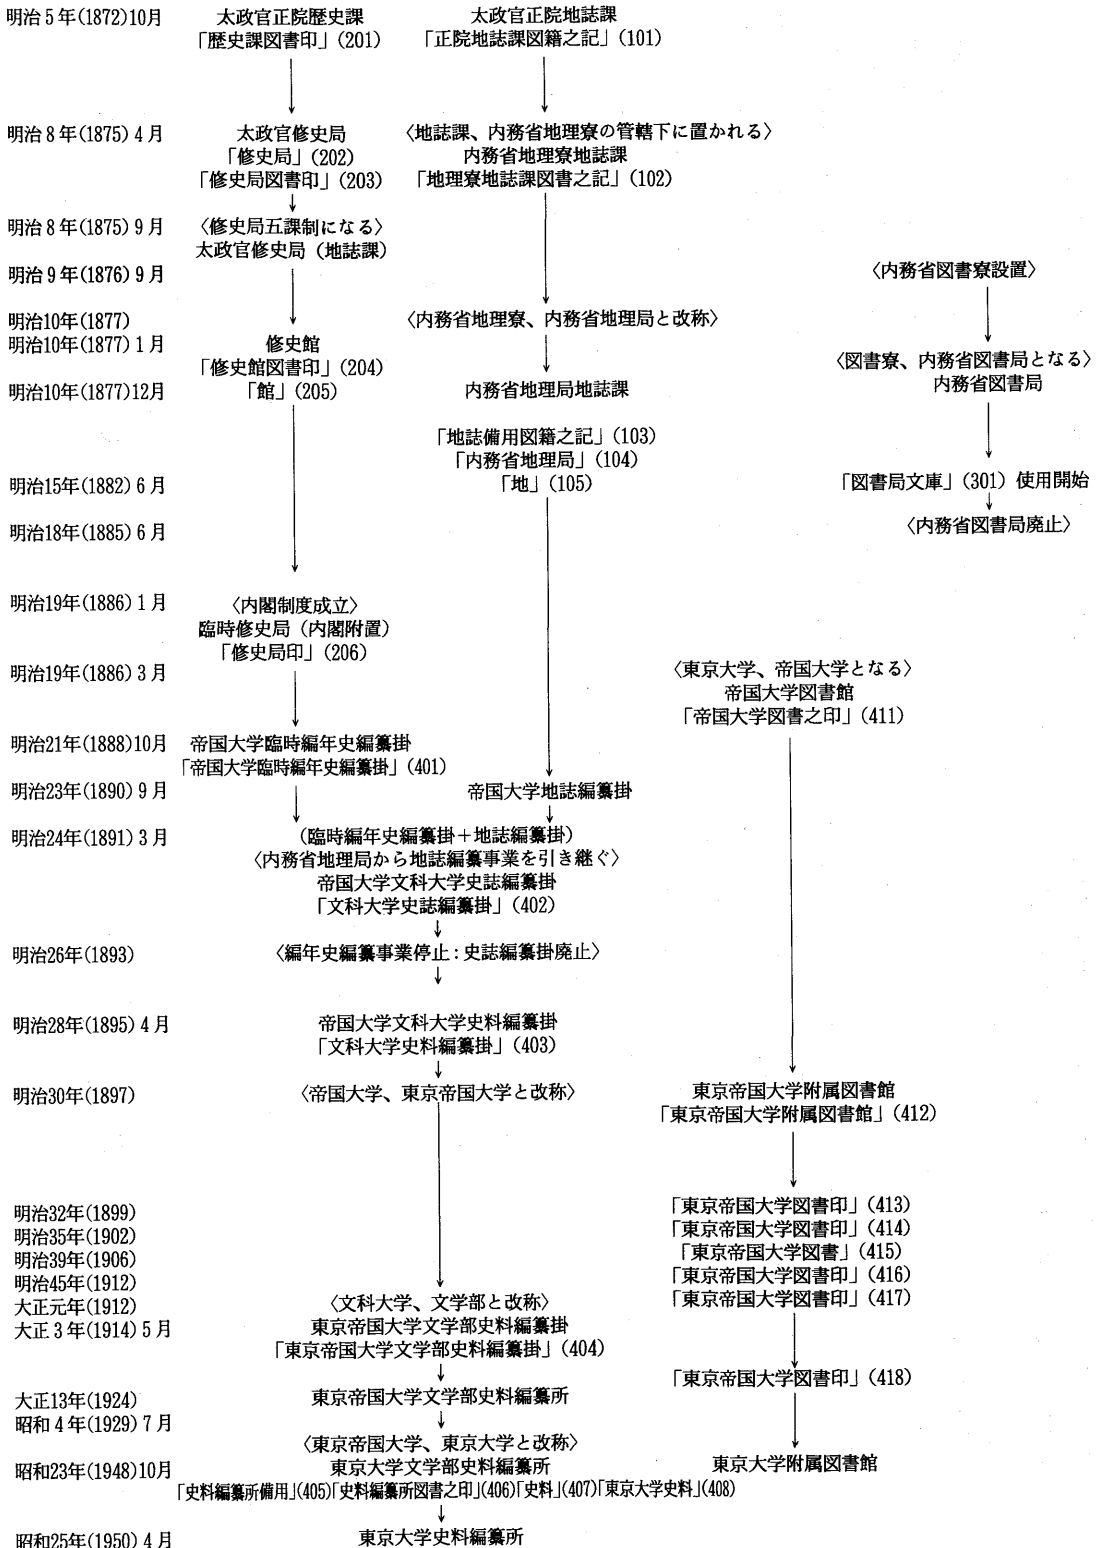 明治5年(1872)10月 太政官正院歴史課 太政官正院地誌課
「歴史課図書印」(201) 「正院地誌課図籍之記」(101)
明治8年(1875)4月 太政官修史局 〈地誌課、内務省地理寮の管轄下に置かれる〉
「修史局」(202) 内務省地理寮地誌課
「修史局図書印」(203) 「地理寮地誌課図書之記」(102)
明治8年(1875)9月 〈修史局五課制になる〉
太政官修史局(地誌課)
明治9年(1876)9月 〈内務省図書寮設置〉
明治10年(1877) 〈内務省地理寮、内務省地理局と改称〉
明治10年(1877)1月 修史館
「修史館図書印」(204) 〈図書寮、内務省図書局となる〉
明治10年(1877)12月 「館」(205) 内務省地理局地誌課 内務省図書局
「地誌備用図籍之記」(103)
「内務省地理局」(104)
明治15年(1882)6月 「地」(105) 「図書局文庫」(301) 使用開始
明治18年(1885)6月 〈内務省図書局廃止〉
明治19年(1886)1月 〈内閣制度成立〉
臨時修史局(内閣附置)
「修史局印」(206)
明治19年(1886)3月 〈東京大学、帝国大学となる〉
帝国大学図書館
「帝国大学図書之印」(411)
明治21年(1888)10月 帝国大学臨時編年史編纂掛
「帝国大学臨時編年史編纂掛」(401)
明治23年(1890)9月 帝国大学地誌編纂掛
明治24年(1891)3月 (臨時編年史編纂掛+地誌編纂掛)
〈内務省地理局から地誌編纂事業を引き継ぐ〉
帝国大学文科大学史誌編纂掛
「文科大学史誌編纂掛」(402)
明治26年(1893) 〈編年史編纂事業停止:史誌編纂掛廃止〉
明治28年(1895)4月 帝国大学文科大学史料編纂掛
「文科大学史料編纂掛」(403)
明治30年(1897) 〈帝国大学、東京帝国大学と改称〉 東京帝国大学附属図書館
「東京帝国大学附属図書館」(412)
明治32年(1899) 「東京帝国大学図書印」(413)
明治35年(1902) 「東京帝国大学図書印」(414)
明治39年(1906) 「東京帝国大学図書」(415)
明治45年(1912) 「東京帝国大学図書印」(416)
大正元年(1912) 〈文科大学、文学部と改称〉 「東京帝国大学図書印」(417)
大正3年(1914)5月 東京帝国大学文学部史料編纂掛
「東京帝国大学文学部史料編纂掛」(404)
「東京帝国大学図書印」(418)
大正13年(1924) 東京帝国大学文学部史料編纂所
昭和4年(1929)7月
〈東京帝国大学、東京大学と改称〉
昭和23年(1948)10月 東京大学文学部史料編纂所 東京大学附属図書館
「史料編纂所備用」(405)「史料編纂所図書之印」(406)「史料」(407)「東京大学史料」(408)
昭和25年(1950)4月 東京大学史料編纂所